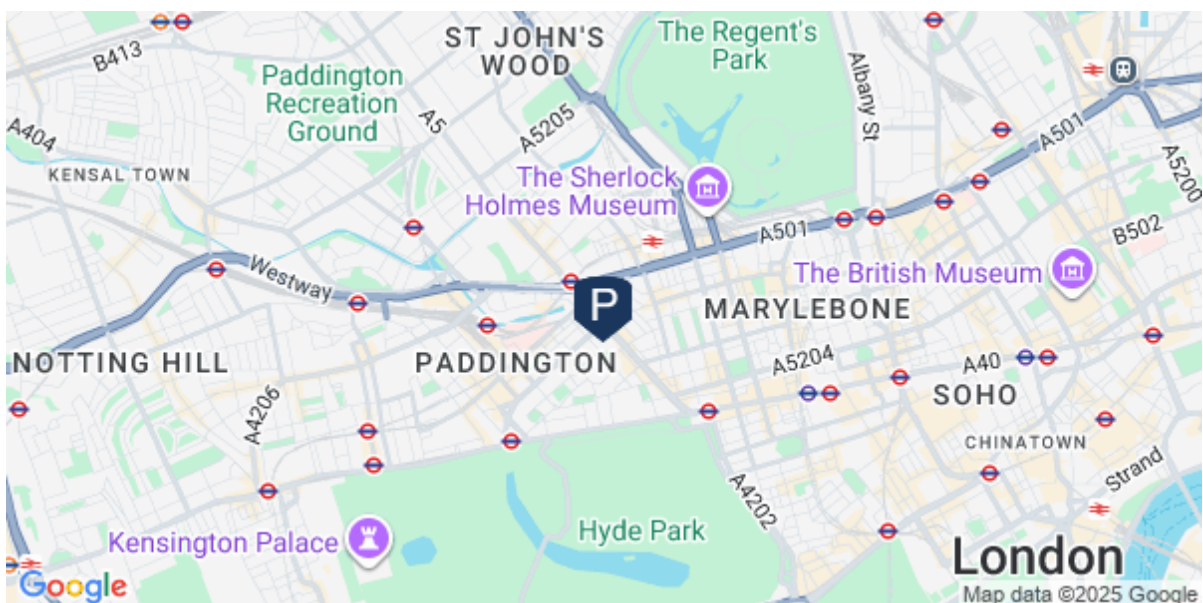 B413
ST JOHN'S
WOOD
The Regent's
Park
Albany St
Paddington
Recreation
Ground
A5
A5205
A404
KENSAL TOWN
A501
A5200
The Sherlock
Holmes Museum
A501
B502
Westway
The British Museum
P
MARYLEBONE
NOTTING HILL
PADDINGTON
A5204
A40
SOHO
A4206
CHINATOWN
Strand
A4202
Kensington Palace
Hyde Park
London
Google
Map data ©2025 Google